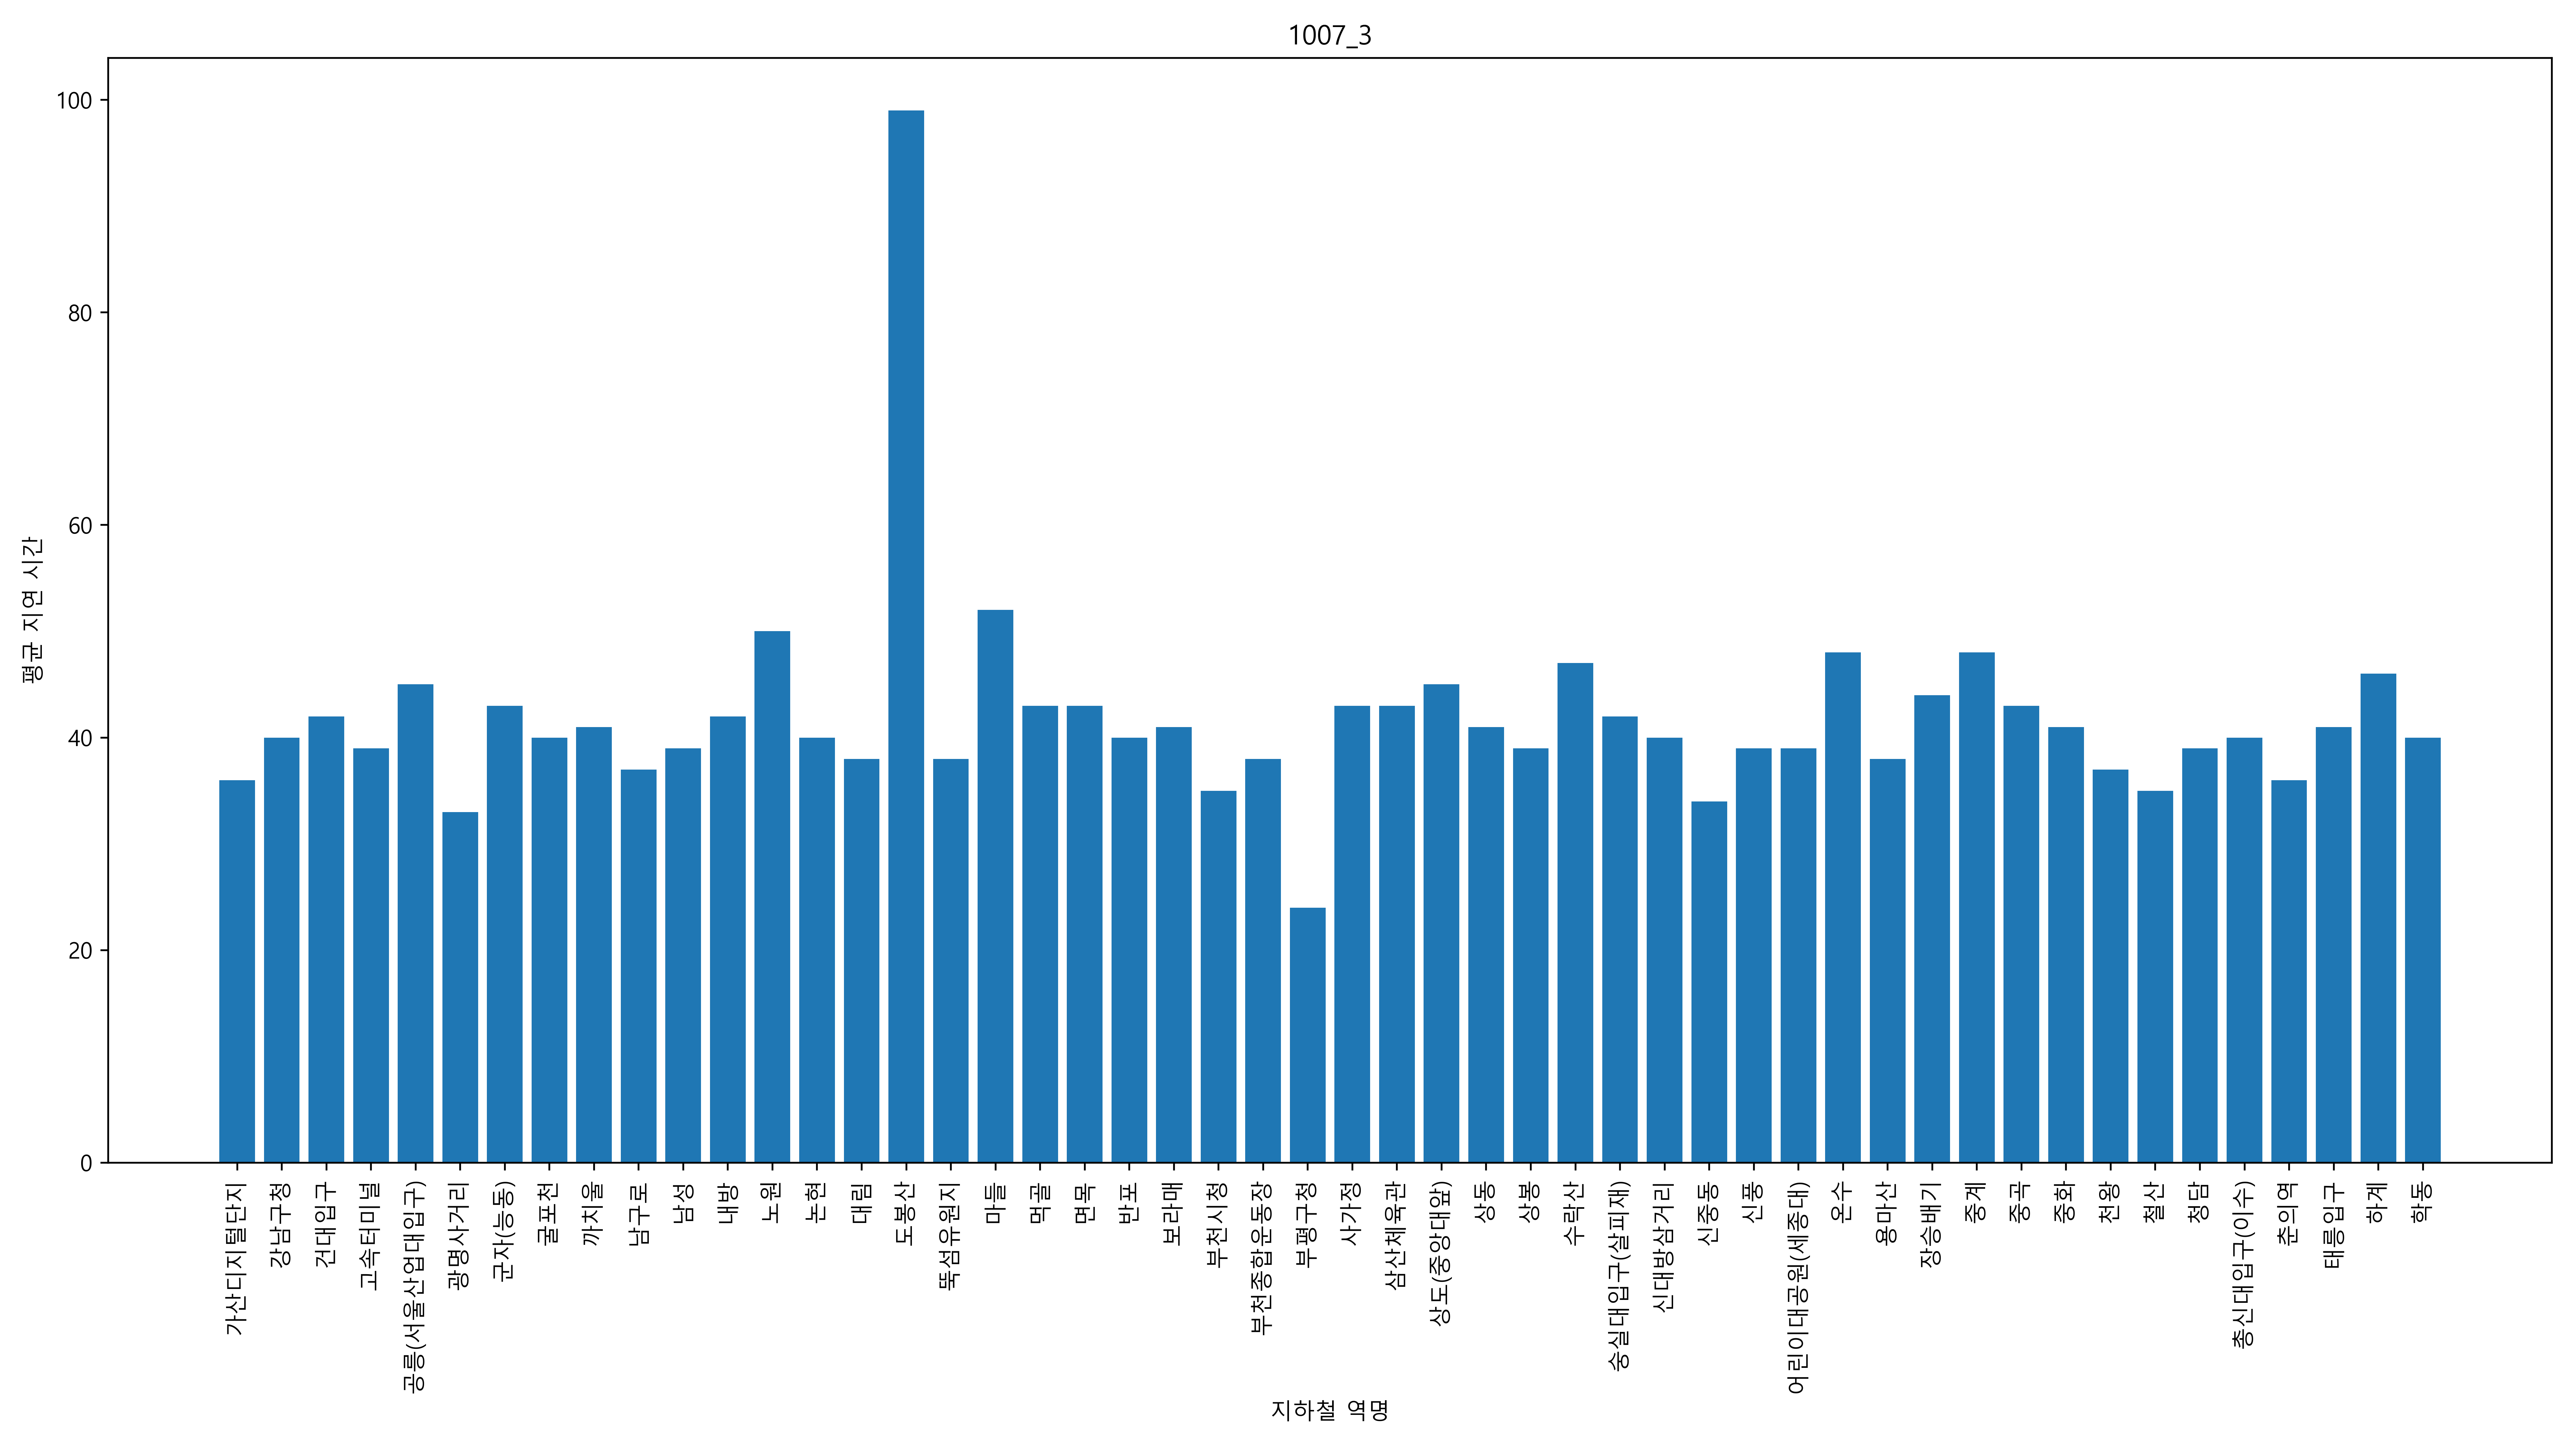 1007_3
평균 지연 시간
100
80
60
40
20
0
가산디지털단지
강남구청
건대입구
고속터미널
공릉(서울산업대입구)
광명사거리
군자(능동)
굴포천
까치울
남구로
남성
내방
노원
논현
대림
도봉산
뚝섬유원지
마들
먹골
면목
반포
보라매
부천시청
부천종합운동장
부평구청
사가정
삼산체육관
상도(중앙대앞)
상동
상봉
수락산
숭실대입구(살피재)
신대방삼거리
신중동
신풍
어린이대공원(세종대)
온수
용마산
장승배기
중계
중곡
중화
천왕
철산
청담
총신대입구(이수)
춘의역
태릉입구
하계
학동
지하철 역명